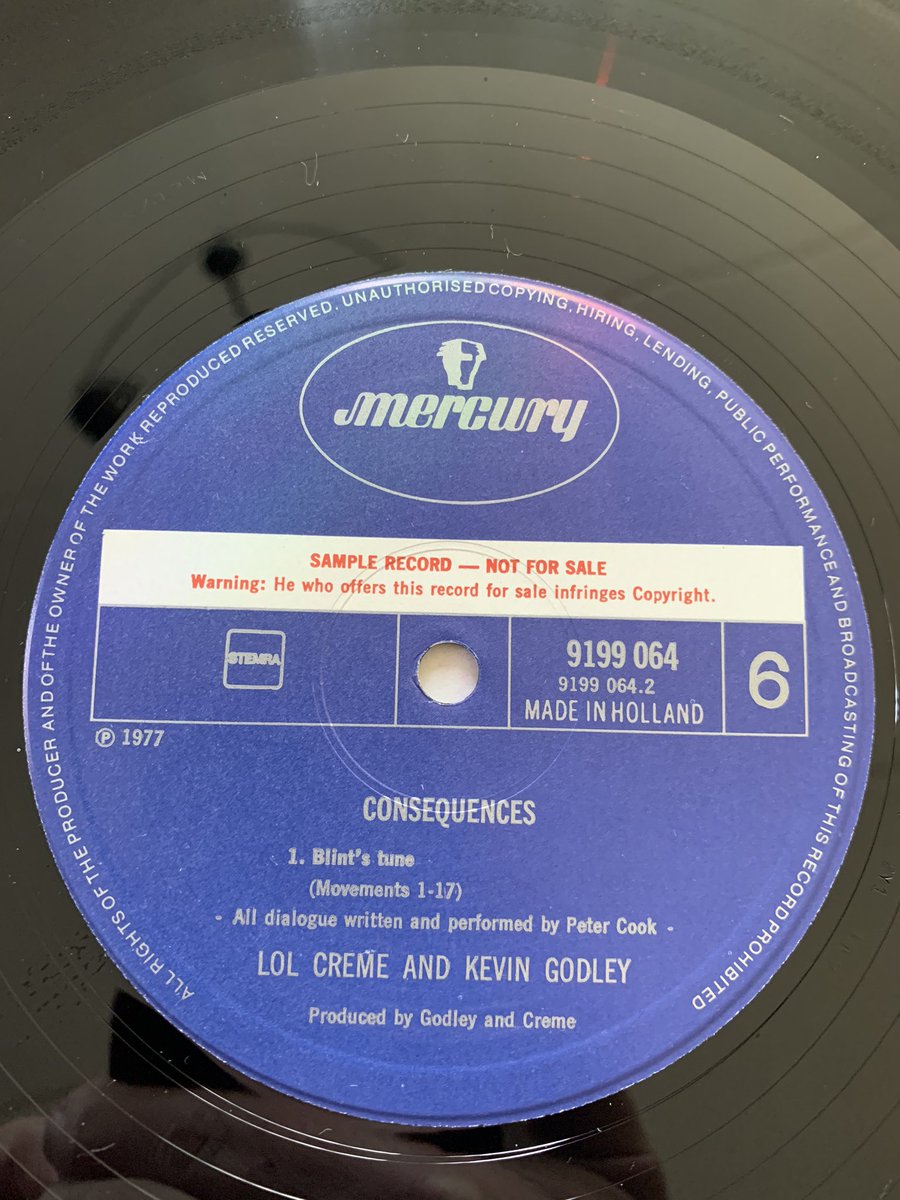 ALL RIGHTS OF THE PRODUCER AND OF THE OWNER OF THE WORK REPRODUCED RESERVED. UNAUTHORISED COPYING, HIRING, LENDING, PUBLIC PERFORMANCE AND BROADCASTING OF THIS RECORD PROHIBITED
mercury
SAMPLE RECORD — NOT FOR SALE
Warning: He who offers this record for sale infringes Copyright.
STEMRA
9199 064
9199 064.2
MADE IN HOLLAND
6
℗ 1977
CONSEQUENCES
1. Blint's tune
(Movements 1-17)
- All dialogue written and performed by Peter Cook -
LOL CREME AND KEVIN GODLEY
Produced by Godley and Creme